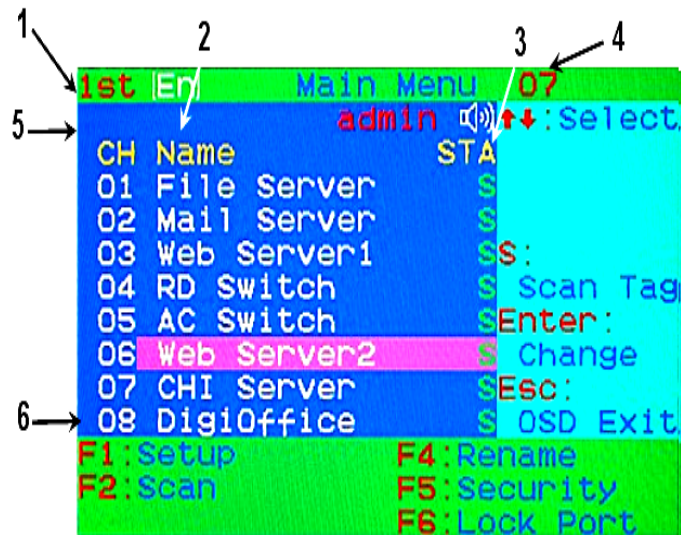 1 2 3 4
1st En Main Menu 07
5 admin ↑↓:Select
CH Name STA
01 File Server S
02 Mail Server S
03 Web Server1 S S:
04 RD Switch S Scan Tag
05 AC Switch S Enter:
06 Web Server2 S Change
07 CHI Server S Esc:
6 08 DigiOffice S OSD Exit
F1:Setup F4:Rename
F2:Scan F5:Security
F6:Lock Port